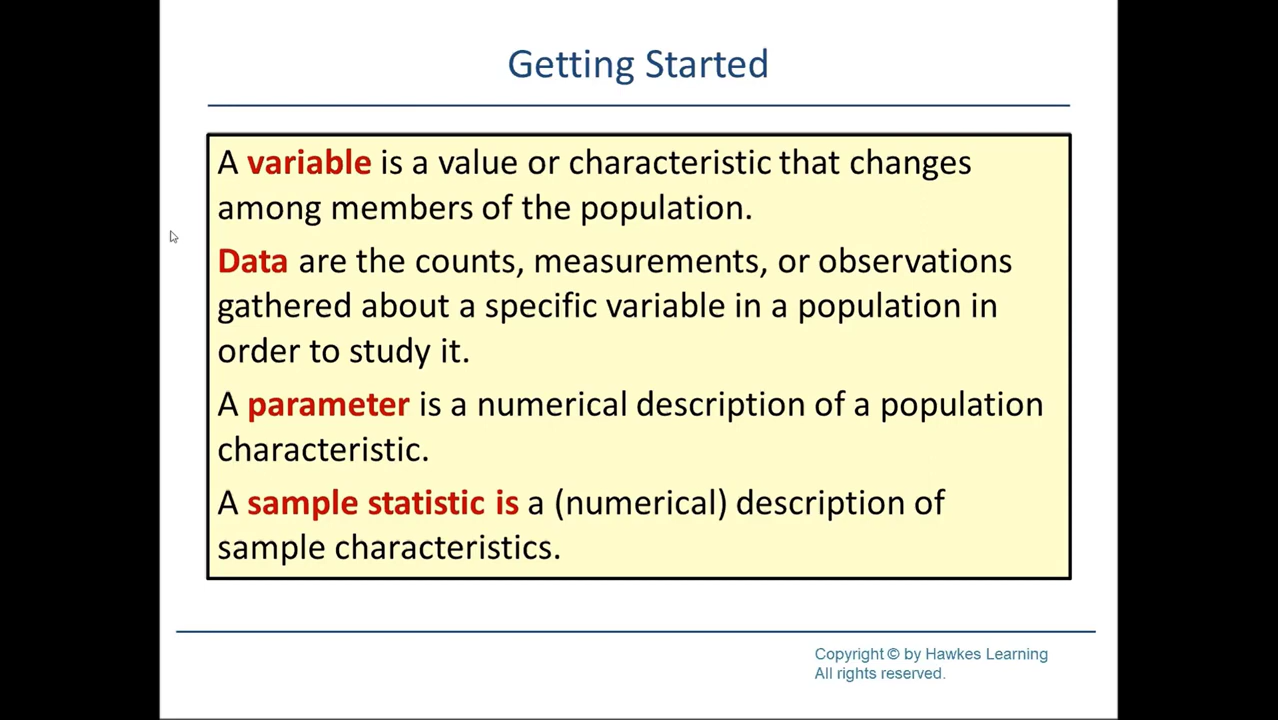 Getting Started
A variable is a value or characteristic that changes
among members of the population.
Data are the counts, measurements, or observations
gathered about a specific variable in a population in
order to study it.
A parameter is a numerical description of a population
characteristic.
A sample statistic is a (numerical) description of
sample characteristics.
Copyright © by Hawkes Learning
All rights reserved.